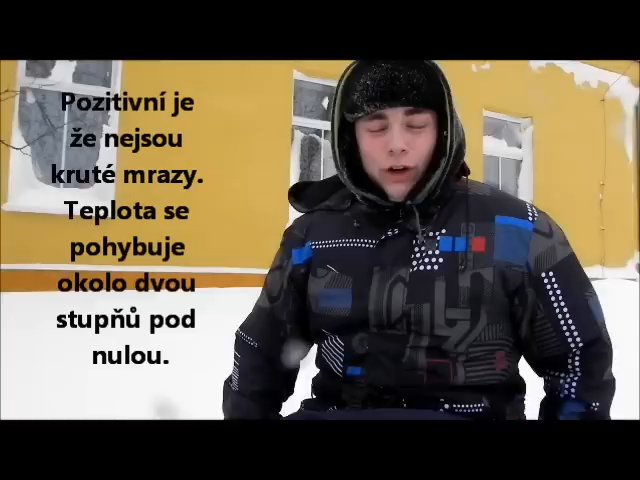 Pozitivní je
že nejsou
kruté mrazy.
Teplota se
pohybuje
okolo dvou
stupňů pod
nulou.